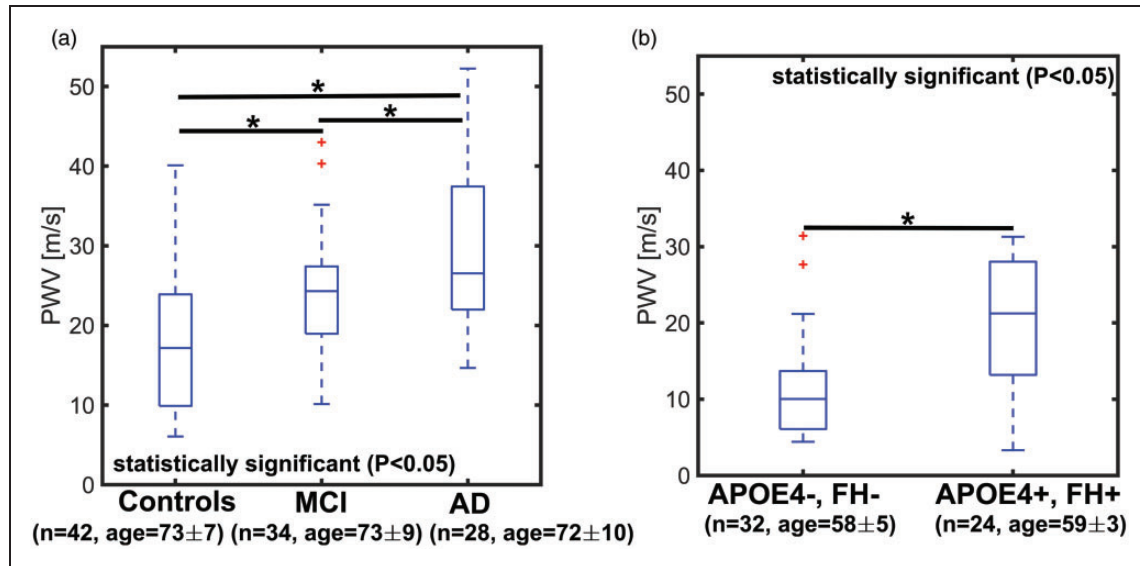 (a)
PWV [m/s]
50
40
30
20
10
0
*
*
*
statistically significant (P<0.05)
Controls MCI AD
(n=42, age=73±7) (n=34, age=73±9) (n=28, age=72±10)
(b)
statistically significant (P<0.05)
PWV [m/s]
50
40
30
20
10
0
*
APOE4-, FH- APOE4+, FH+
(n=32, age=58±5) (n=24, age=59±3)